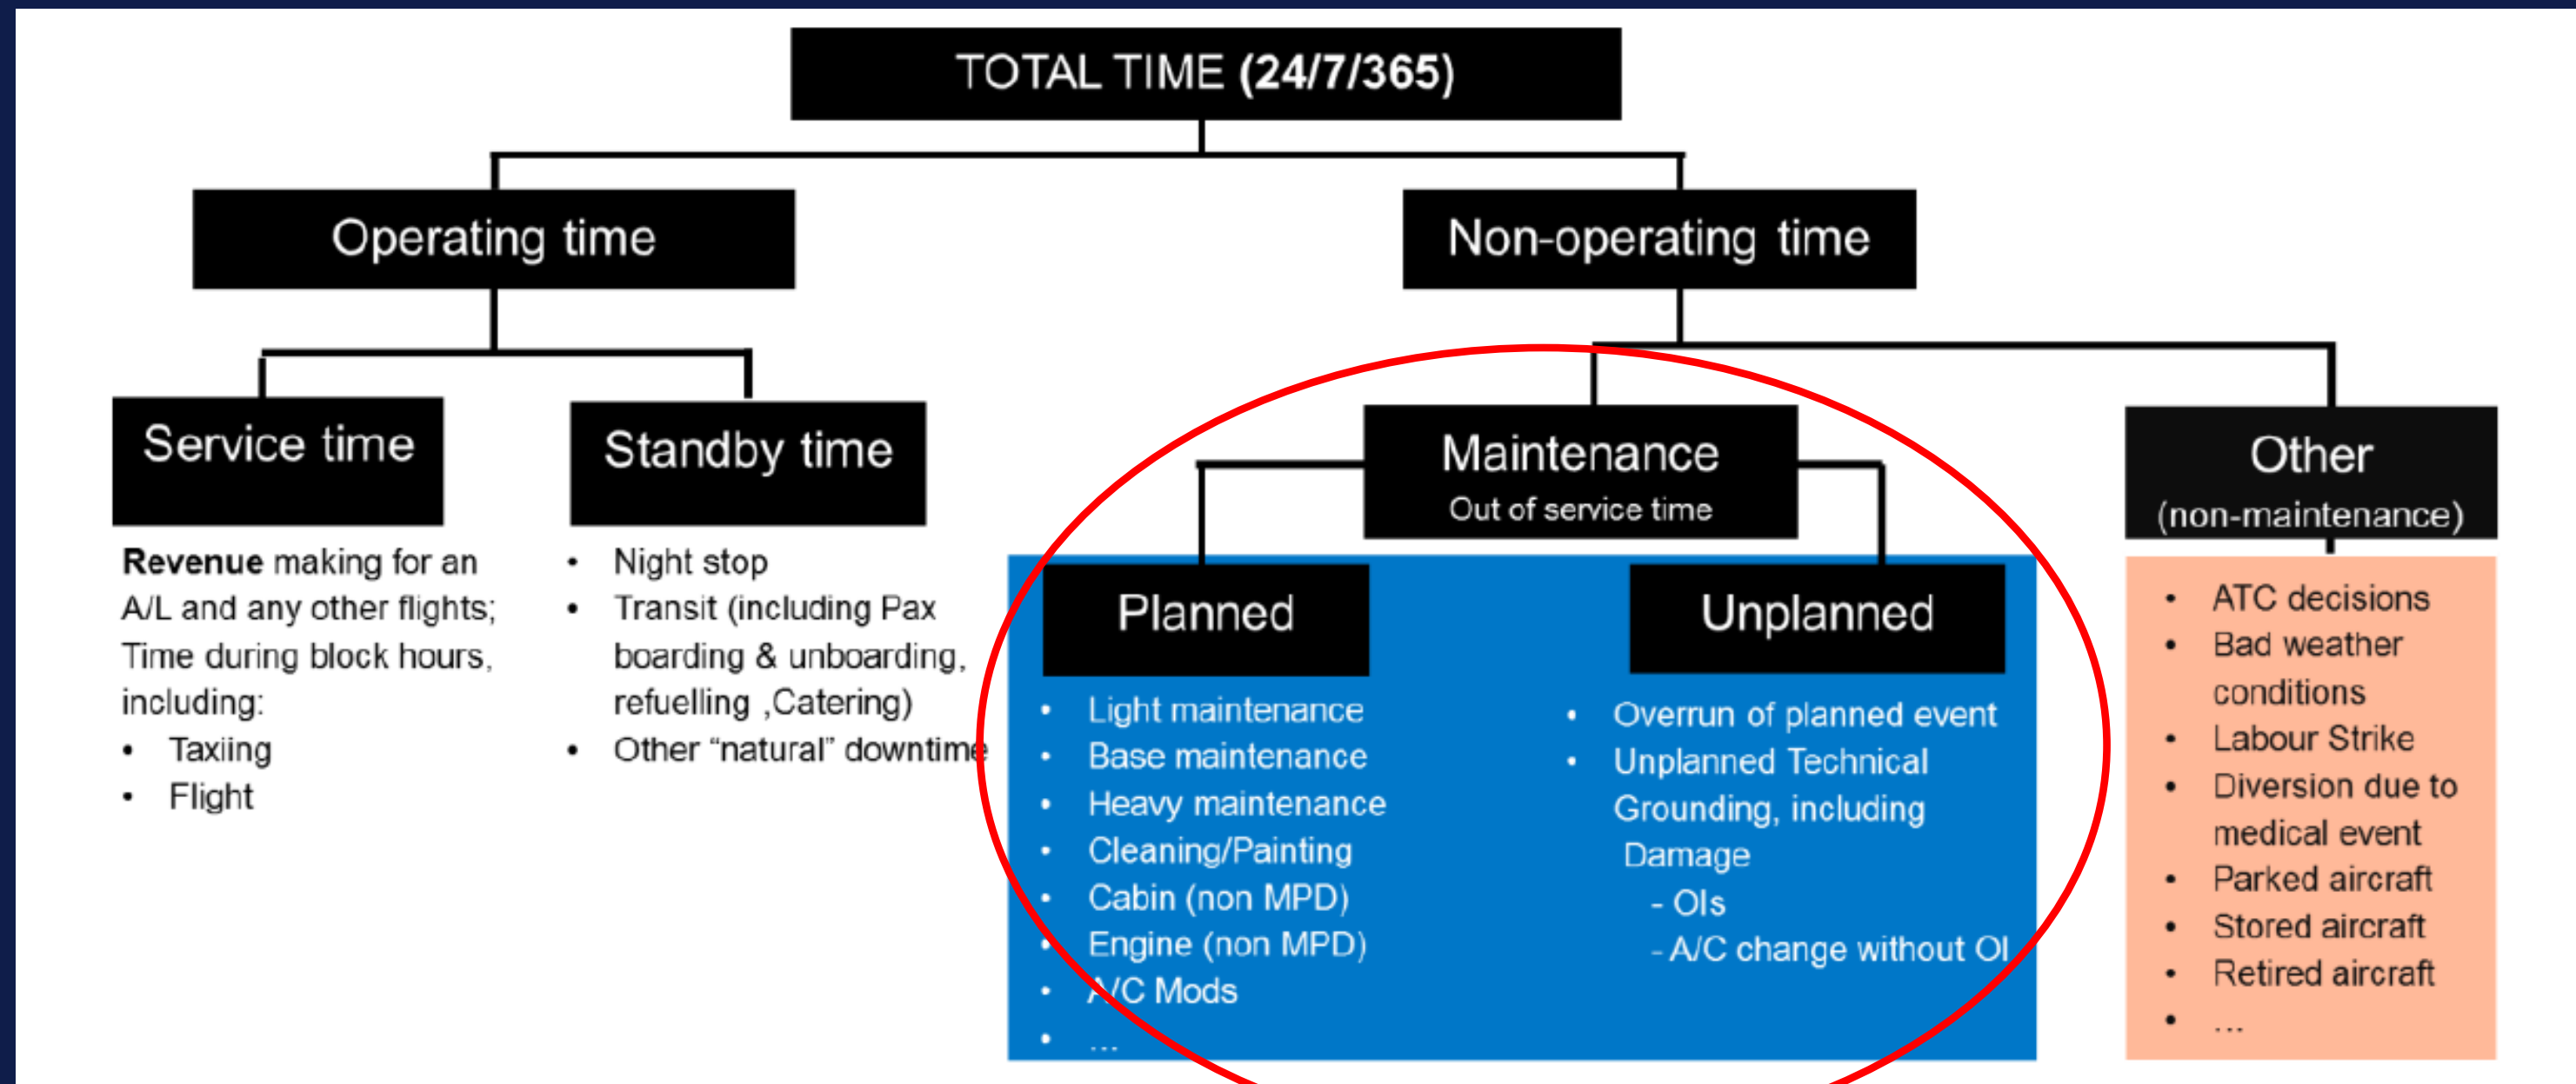 TOTAL TIME (24/7/365)
Operating time
Non-operating time
Service time
Revenue making for an
A/L and any other flights;
Time during block hours,
including:
• Taxiing
• Flight
Standby time
• Night stop
• Transit (including Pax
boarding & unboarding,
refuelling ,Catering)
• Other “natural” downtime
Maintenance
Out of service time
Planned
• Light maintenance
• Base maintenance
• Heavy maintenance
• Cleaning/Painting
• Cabin (non MPD)
• Engine (non MPD)
• A/C Mods
• ...
Unplanned
• Overrun of planned event
• Unplanned Technical
Grounding, including
Damage
- OIs
- A/C change without OI
Other
(non-maintenance)
• ATC decisions
• Bad weather
conditions
• Labour Strike
• Diversion due to
medical event
• Parked aircraft
• Stored aircraft
• Retired aircraft
• ...